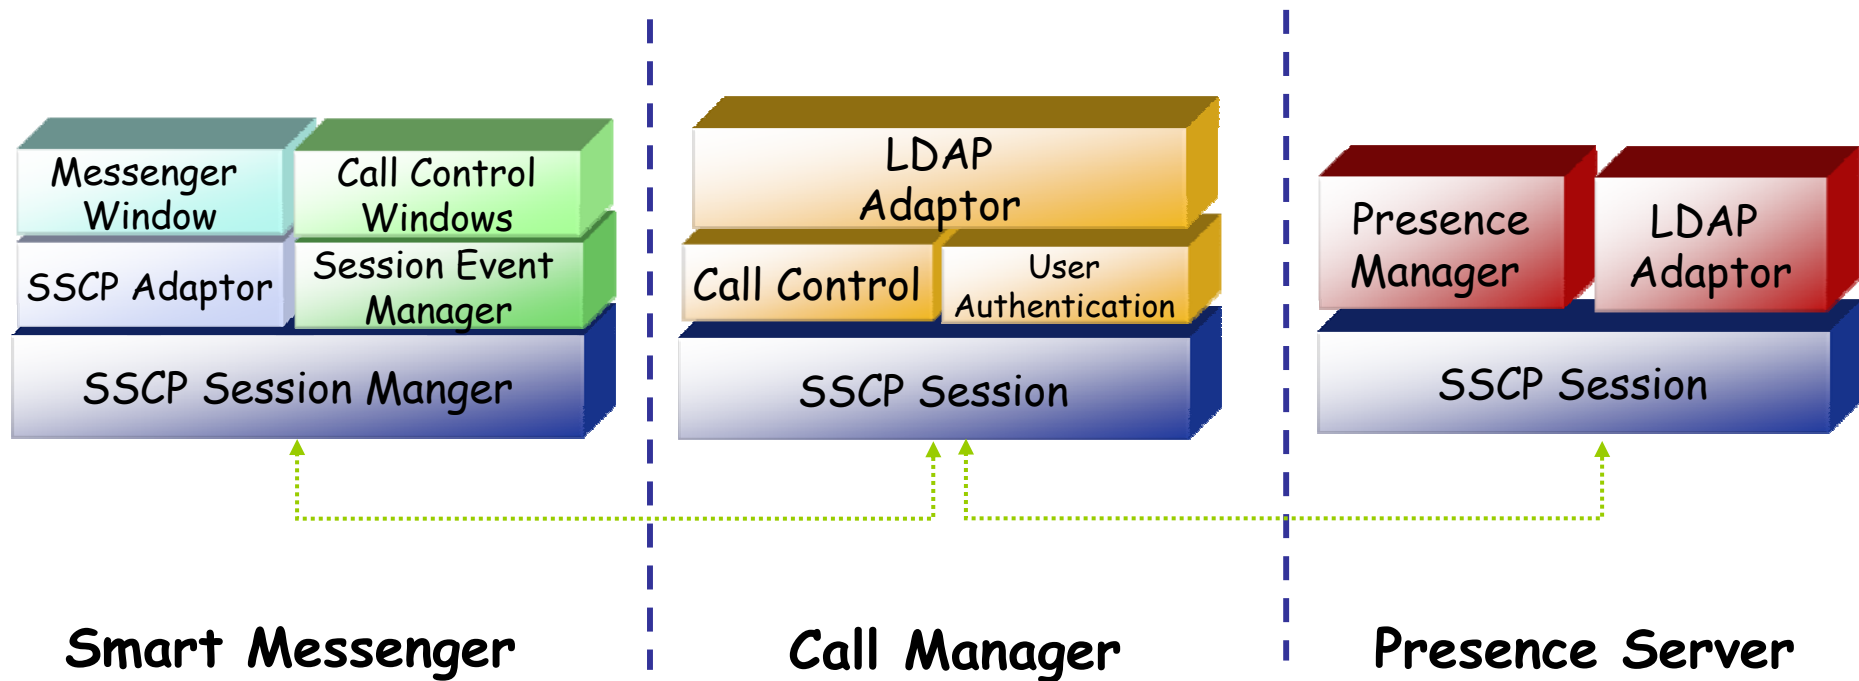 Messenger
Window
Call Control
Windows
SSCP Adaptor
Session Event
Manager
SSCP Session Manger
LDAP
Adaptor
Call Control
User
Authentication
SSCP Session
Presence
Manager
LDAP
Adaptor
SSCP Session
Smart Messenger
Call Manager
Presence Server